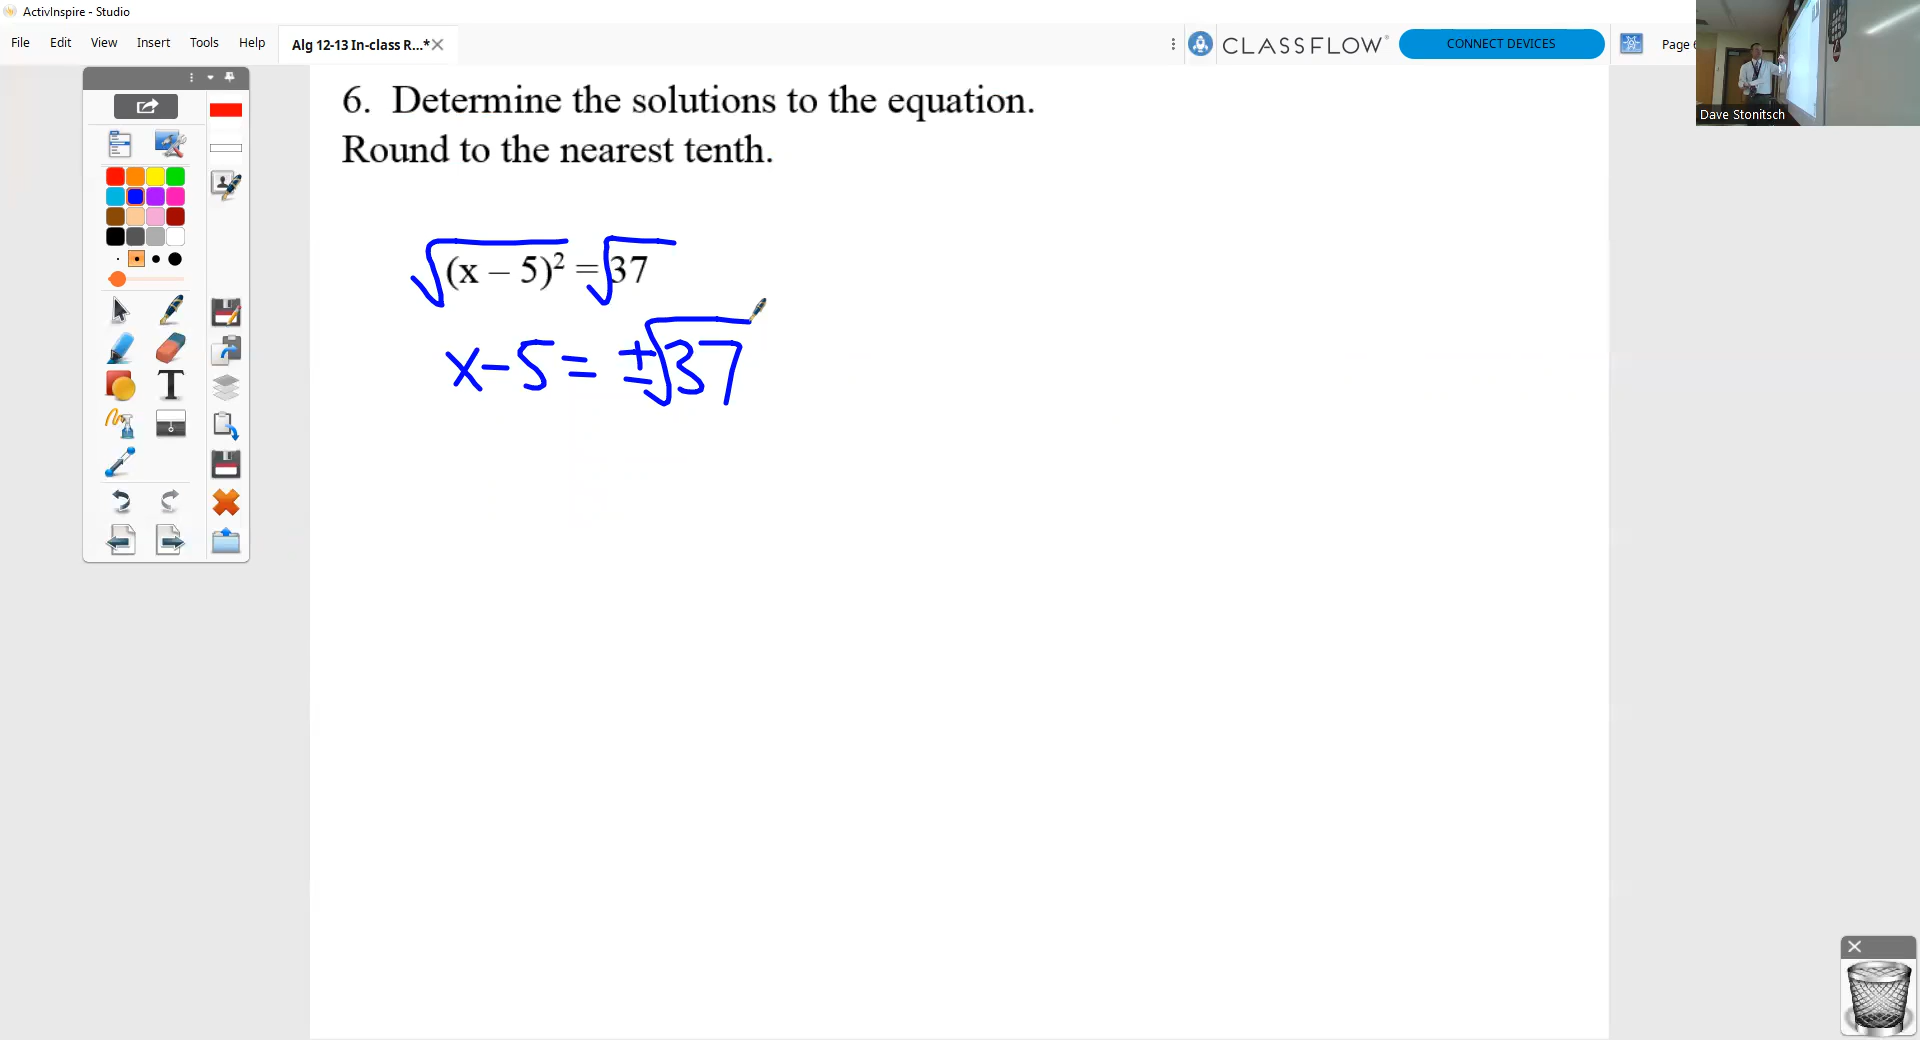 ActivInspire - Studio
File Edit View Insert Tools Help Alg 12-13 In-class R...* CLASSFLOW CONNECT DEVICES Page 6
Dave Stonitsch
6. Determine the solutions to the equation.
Round to the nearest tenth.
√(x – 5)² = √37
x - 5 = ±√37
T